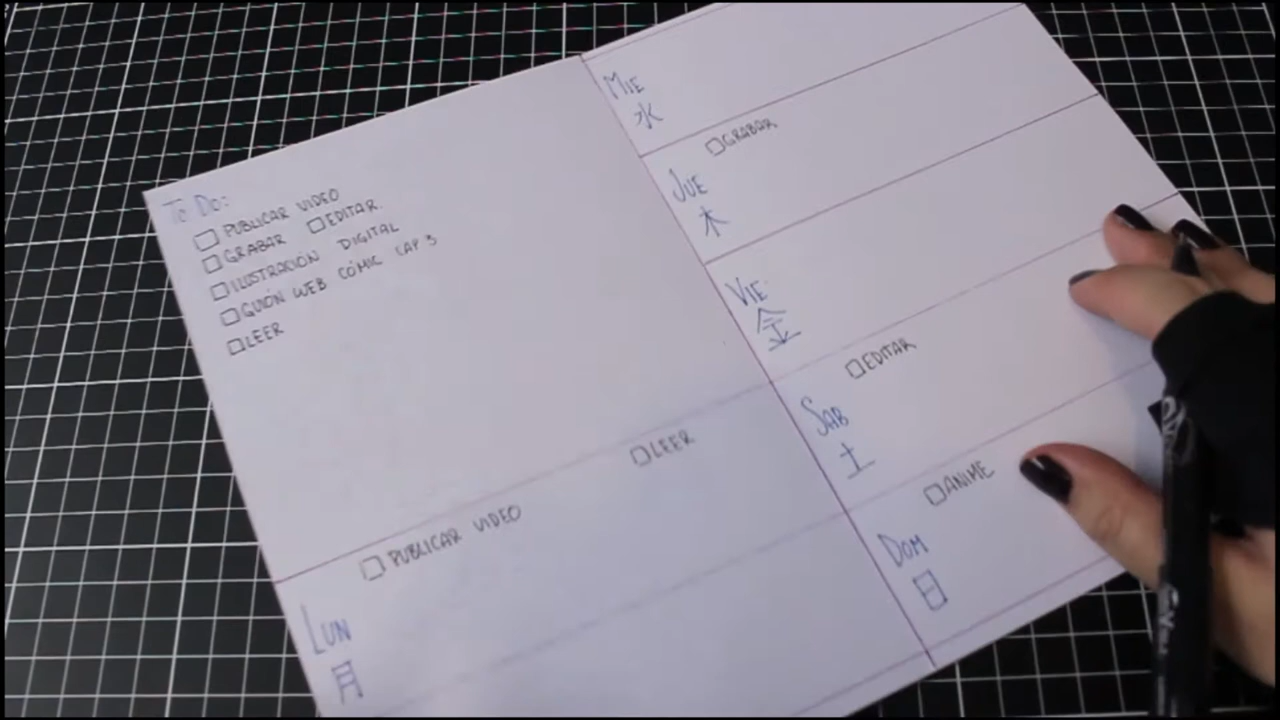 To Do:
PUBLICAR VIDEO
GRABAR EDITAR
ILUSTRACIÓN DIGITAL
GUIÓN WEB CÓMIC CAP 3
LEER
LUN
月
PUBLICAR VIDEO
LEER
MIE
水
JUE
木
GRABAR
VIE
金
SAB
土
EDITAR
DOM
日
ANIME